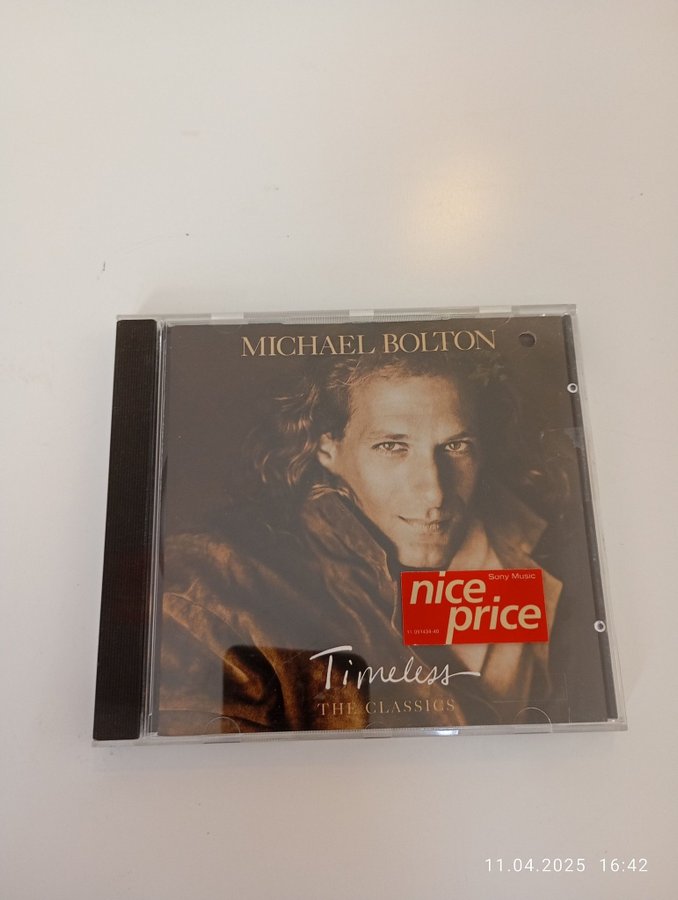 MICHAEL BOLTON
Sony Music
nice
price
Timeless
THE CLASSICS
11.04.2025 16:42